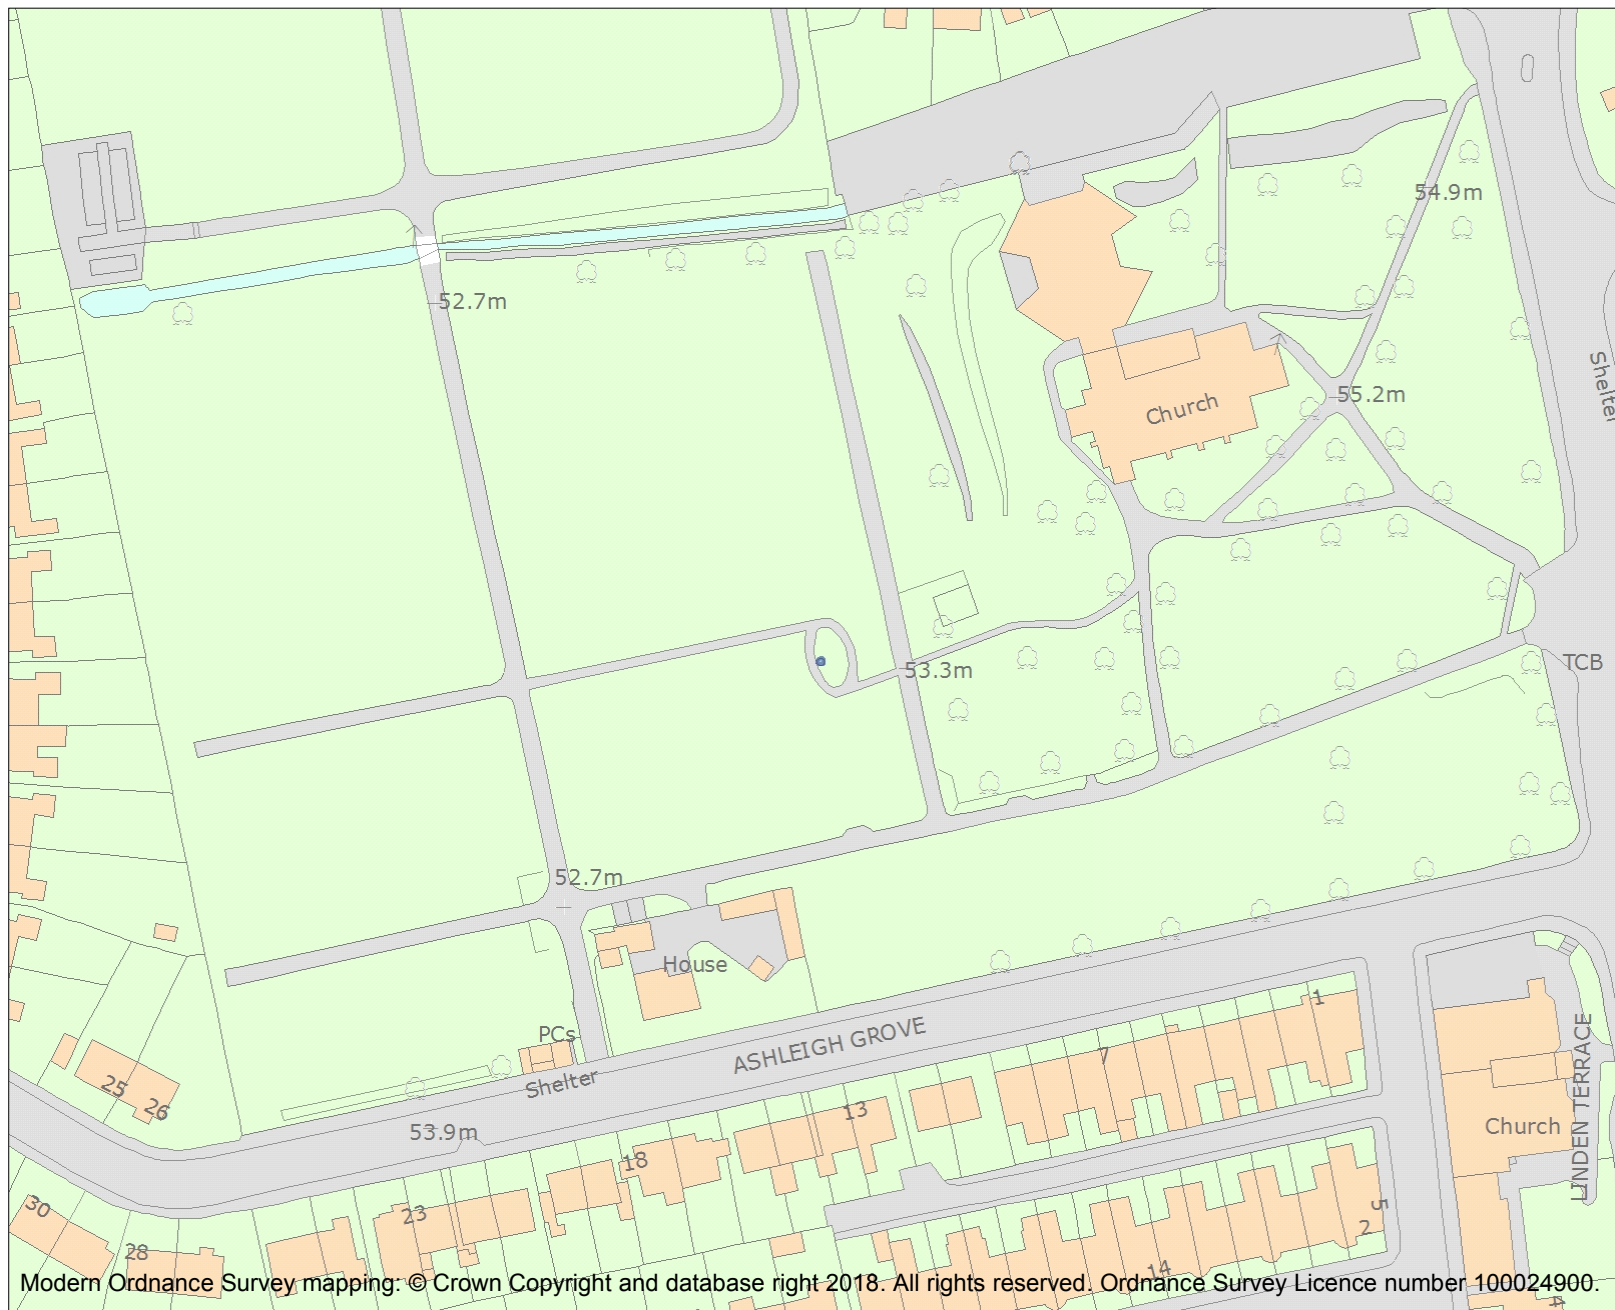 54.9m
52.7m
Shelter
55.2m
Church
53.3m
TCB
52.7m
House
1
PCs
ASHLEIGH GROVE
7
Shelter
25
26
13
LINDEN TERRACE
Church
53.9m
18
30
23
5
2
28
14
4
Modern Ordnance Survey mapping: © Crown Copyright and database right 2018. All rights reserved. Ordnance Survey Licence number 100024900.